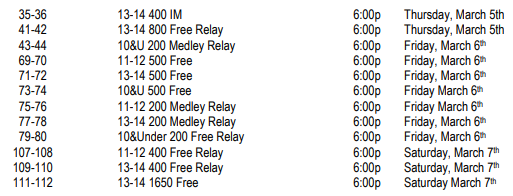 35-36 13-14 400 IM 6:00p Thursday, March 5th
41-42 13-14 800 Free Relay 6:00p Thursday, March 5th
43-44 10&U 200 Medley Relay 6:00p Friday, March 6th
69-70 11-12 500 Free 6:00p Friday, March 6th
71-72 13-14 500 Free 6:00p Friday, March 6th
73-74 10&U 500 Free 6:00p Friday March 6th
75-76 11-12 200 Medley Relay 6:00p Friday, March 6th
77-78 13-14 200 Medley Relay 6:00p Friday, March 6th
79-80 10&Under 200 Free Relay 6:00p Friday, March 6th
107-108 11-12 400 Free Relay 6:00p Saturday, March 7th
109-110 13-14 400 Free Relay 6:00p Saturday, March 7th
111-112 13-14 1650 Free 6:00p Saturday March 7th